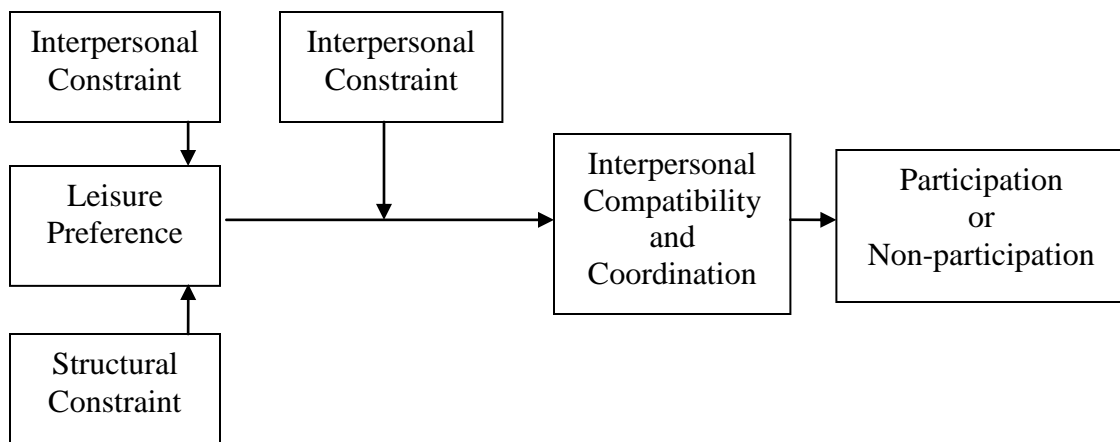 Interpersonal
Constraint
Interpersonal
Constraint
Leisure
Preference
Interpersonal
Compatibility
and
Coordination
Participation
or
Non-participation
Structural
Constraint